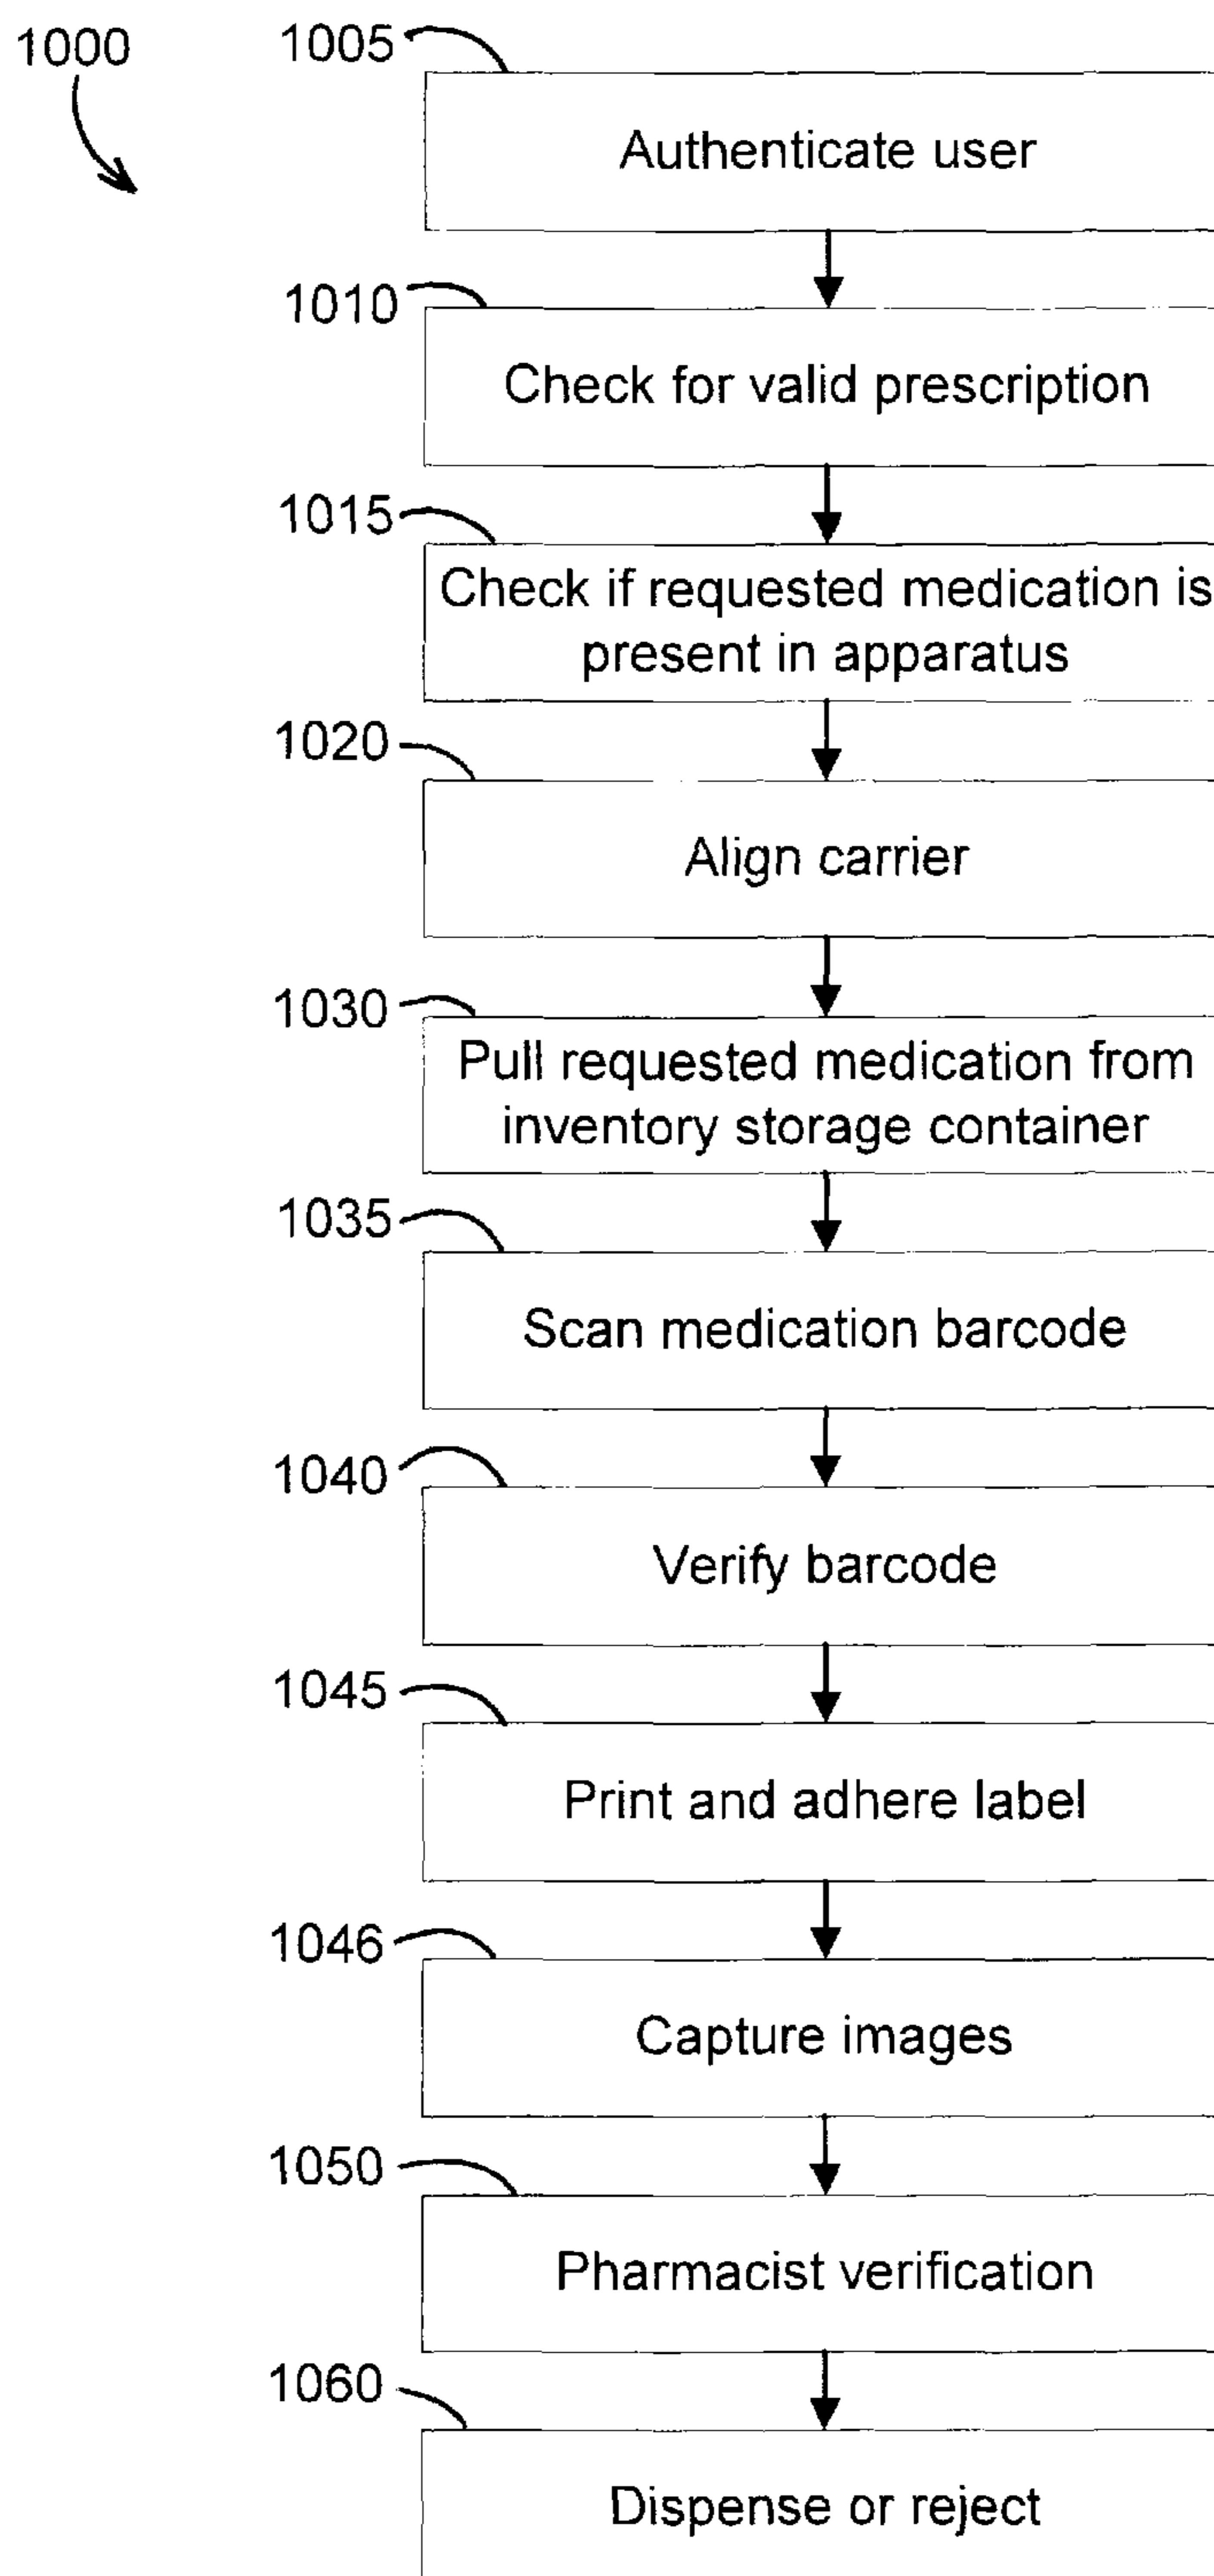 1000
1005
Authenticate user
1010
Check for valid prescription
1015
Check if requested medication is
present in apparatus
1020
Align carrier
1030
Pull requested medication from
inventory storage container
1035
Scan medication barcode
1040
Verify barcode
1045
Print and adhere label
1046
Capture images
1050
Pharmacist verification
1060
Dispense or reject